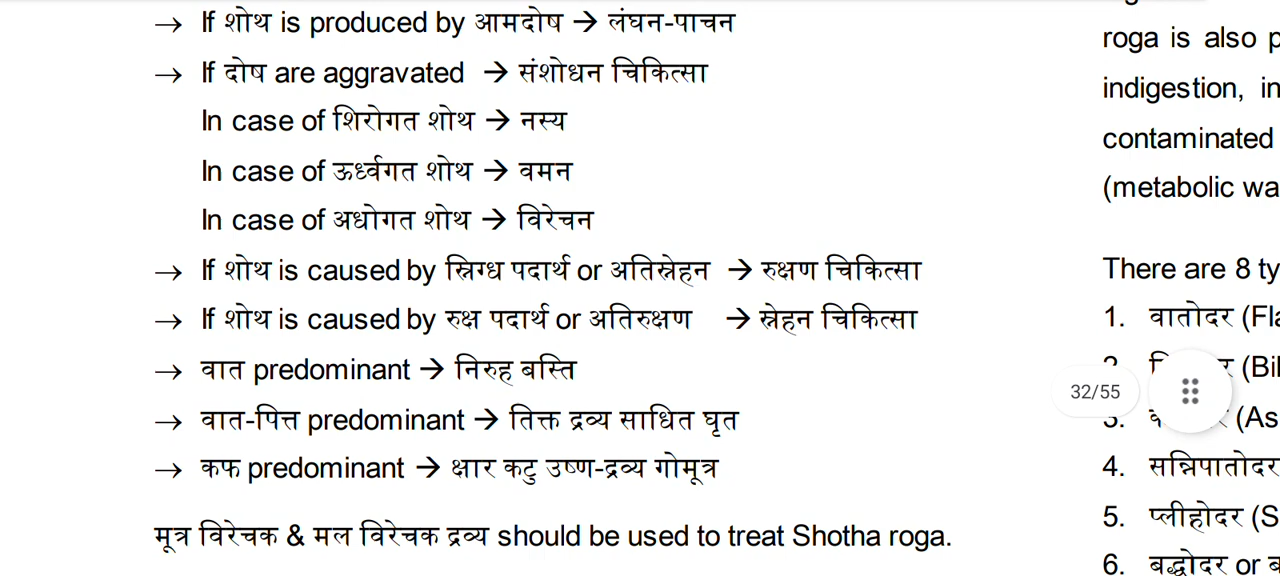 → If शोथ is produced by आमदोष → लंघन-पाचन
→ If दोष are aggravated → संशोधन चिकित्सा
In case of शिरोगत शोथ → नस्य
In case of ऊर्ध्वगत शोथ → वमन
In case of अधोगत शोथ → विरेचन
→ If शोथ is caused by स्निग्ध पदार्थ or अतिस्नेहन → रुक्षण चिकित्सा
→ If शोथ is caused by रुक्ष पदार्थ or अतिरुक्षण → स्नेहन चिकित्सा
→ वात predominant → निरुह बस्ति
→ वात-पित्त predominant → तिक्त द्रव्य साधित घृत
→ कफ predominant → क्षार कटु उष्ण-द्रव्य गोमूत्र
मूत्र विरेचक & मल विरेचक द्रव्य should be used to treat Shotha roga.
roga is also
indigestion,
contaminated
(metabolic
There are 8
1. वातोदर
32/55
3.
4. सन्निपातोदर
5. प्लीहोदर
6. बद्धोदर or